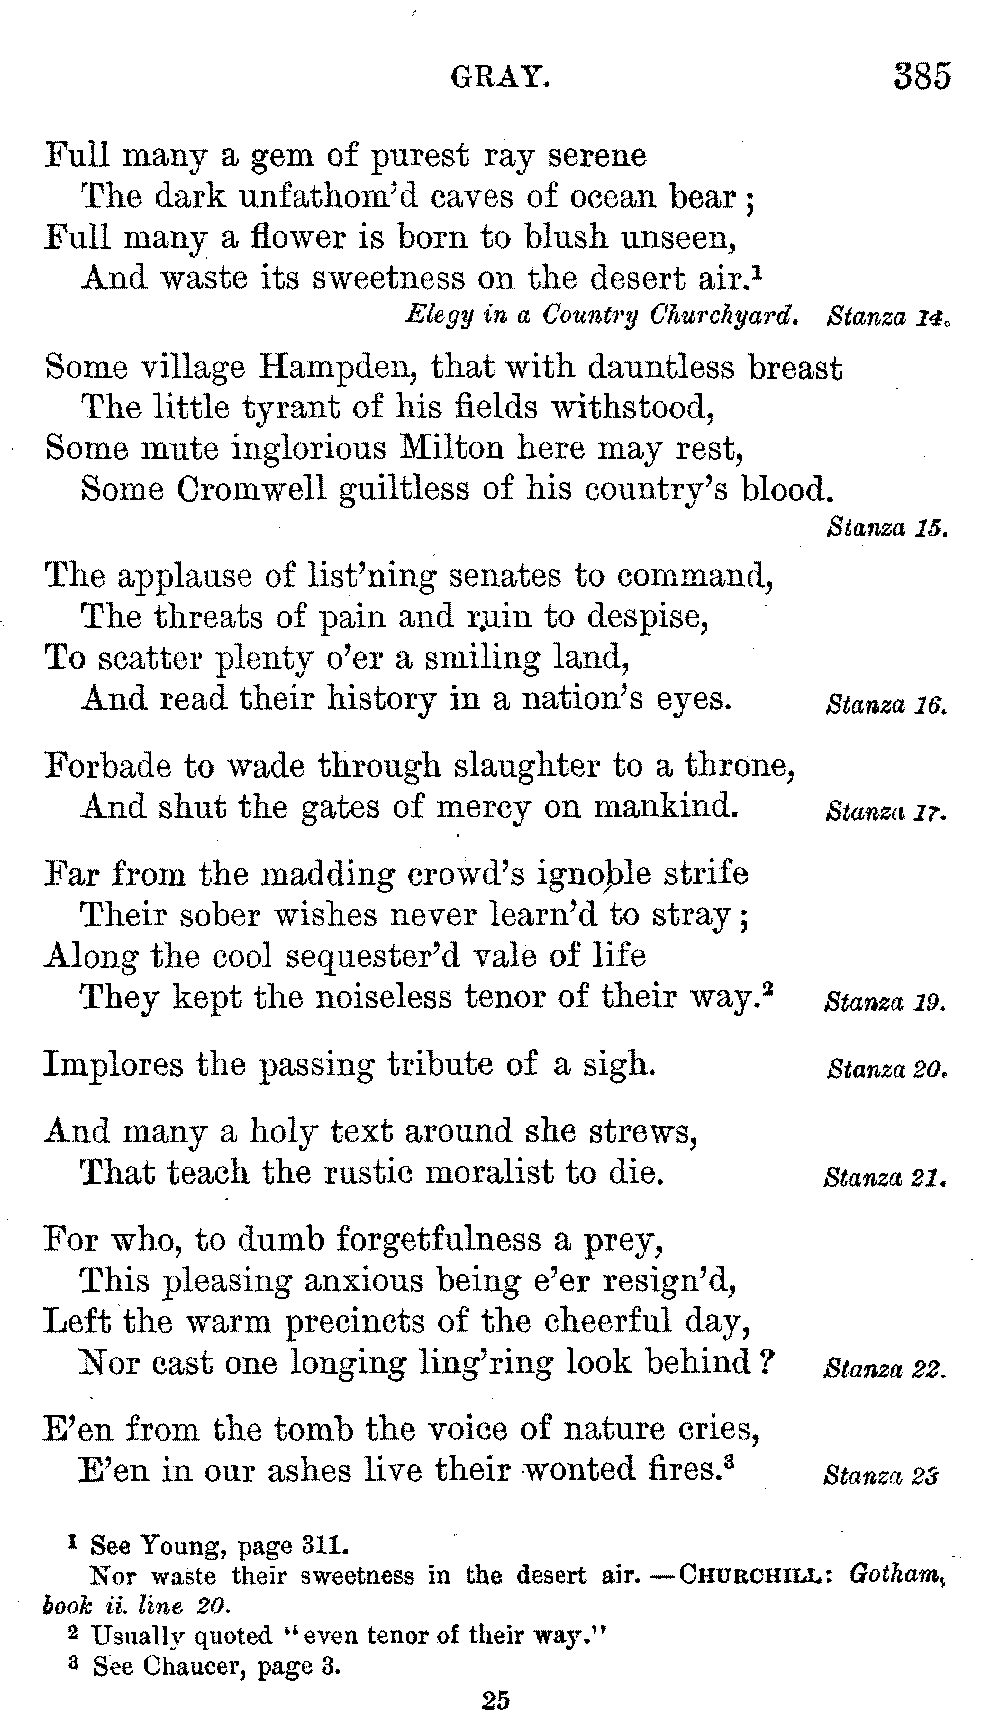 GRAY. 385
Full many a gem of purest ray serene
The dark unfathom'd caves of ocean bear;
Full many a flower is born to blush unseen,
And waste its sweetness on the desert air.¹
Elegy in a Country Churchyard. Stanza 14.
Some village Hampden, that with dauntless breast
The little tyrant of his fields withstood,
Some mute inglorious Milton here may rest,
Some Cromwell guiltless of his country's blood.
Stanza 15.
The applause of list'ning senates to command,
The threats of pain and ruin to despise,
To scatter plenty o'er a smiling land,
And read their history in a nation's eyes. Stanza 16.
Forbade to wade through slaughter to a throne,
And shut the gates of mercy on mankind. Stanza 17.
Far from the madding crowd's ignoble strife
Their sober wishes never learn'd to stray;
Along the cool sequester'd vale of life
They kept the noiseless tenor of their way.² Stanza 19.
Implores the passing tribute of a sigh. Stanza 20.
And many a holy text around she strews,
That teach the rustic moralist to die. Stanza 21.
For who, to dumb forgetfulness a prey,
This pleasing anxious being e'er resign'd,
Left the warm precincts of the cheerful day,
Nor cast one longing ling'ring look behind? Stanza 22.
E'en from the tomb the voice of nature cries,
E'en in our ashes live their wonted fires.³ Stanza 23
¹ See Young, page 311.
Nor waste their sweetness in the desert air. — CHURCHILL: Gotham,
book ii. line 20.
² Usually quoted "even tenor of their way."
³ See Chaucer, page 3.
25